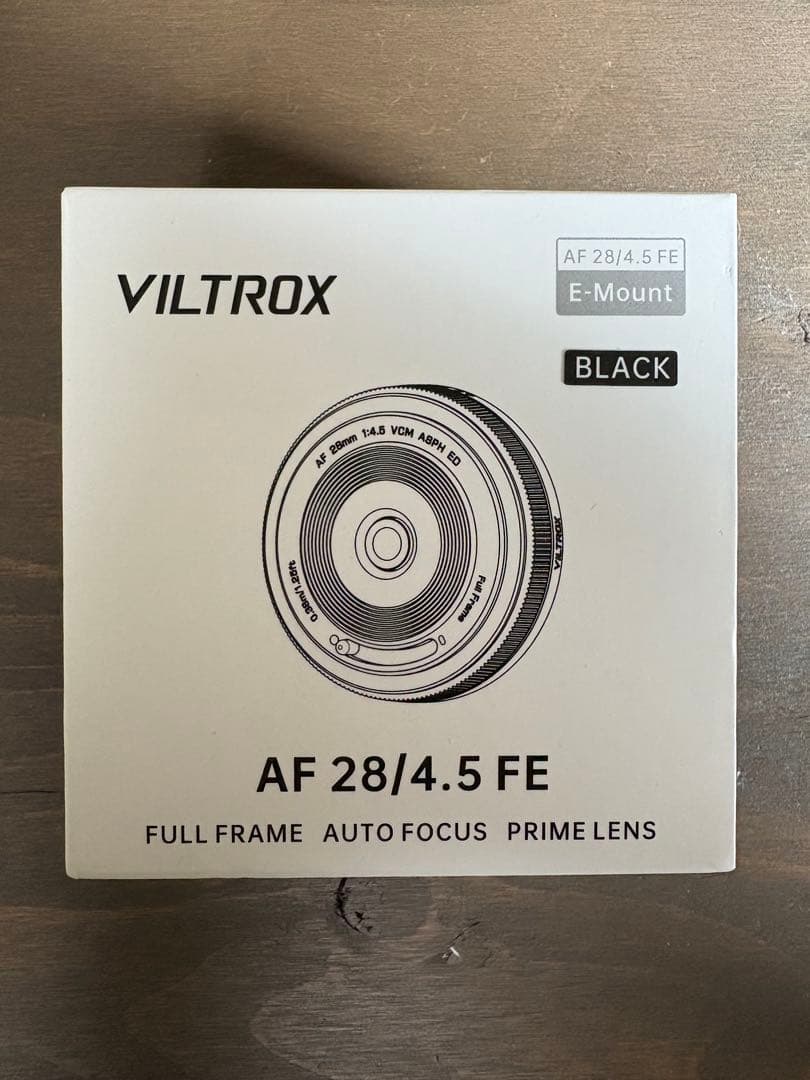 VILTROX
AF 28/4.5 FE
E-Mount
BLACK
AF 28mm 1:4.5 VCM ASPH ED
0.38m/1.25ft
Full Frame
VILTROX
AF 28/4.5 FE
FULL FRAME AUTO FOCUS PRIME LENS